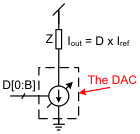 Z
Iout = D x Iref
The DAC
D[0:B]